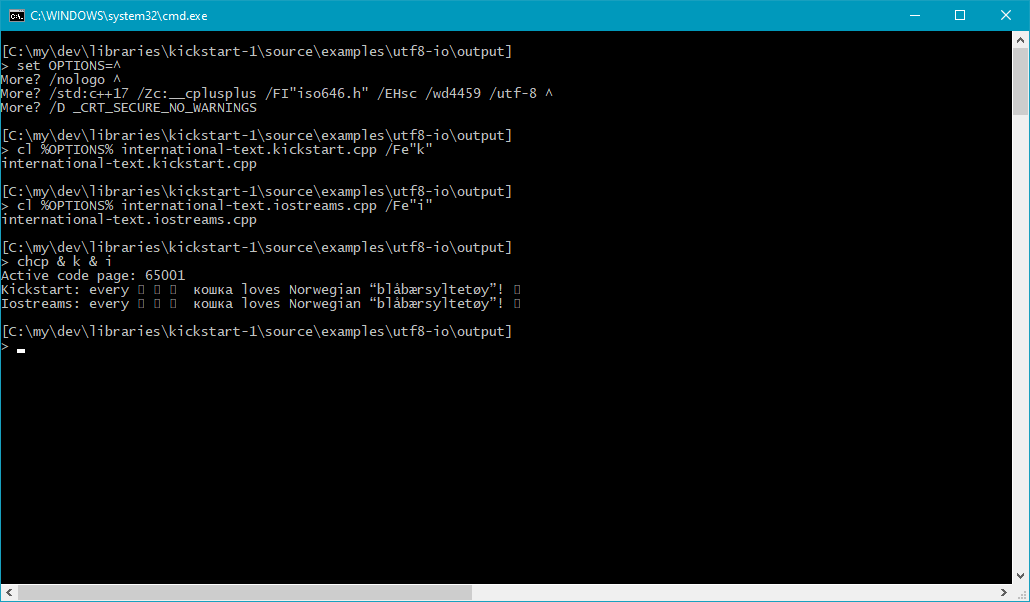 C:\WINDOWS\system32\cmd.exe
[C:\my\dev\libraries\kickstart-1\source\examples\utf8-io\output]
> set OPTIONS=^
More? /nologo ^
More? /std:c++17 /Zc:__cplusplus /FI"iso646.h" /EHsc /wd4459 /utf-8 ^
More? /D _CRT_SECURE_NO_WARNINGS
[C:\my\dev\libraries\kickstart-1\source\examples\utf8-io\output]
> cl %OPTIONS% international-text.kickstart.cpp /Fe"k"
international-text.kickstart.cpp
[C:\my\dev\libraries\kickstart-1\source\examples\utf8-io\output]
> cl %OPTIONS% international-text.iostreams.cpp /Fe"i"
international-text.iostreams.cpp
[C:\my\dev\libraries\kickstart-1\source\examples\utf8-io\output]
> chcp & k & i
Active code page: 65001
Kickstart: every ▯ ▯ ▯  кошка loves Norwegian “blåbærsyltetøy”! ▯
Iostreams: every ▯ ▯ ▯  кошка loves Norwegian “blåbærsyltetøy”! ▯
[C:\my\dev\libraries\kickstart-1\source\examples\utf8-io\output]
>